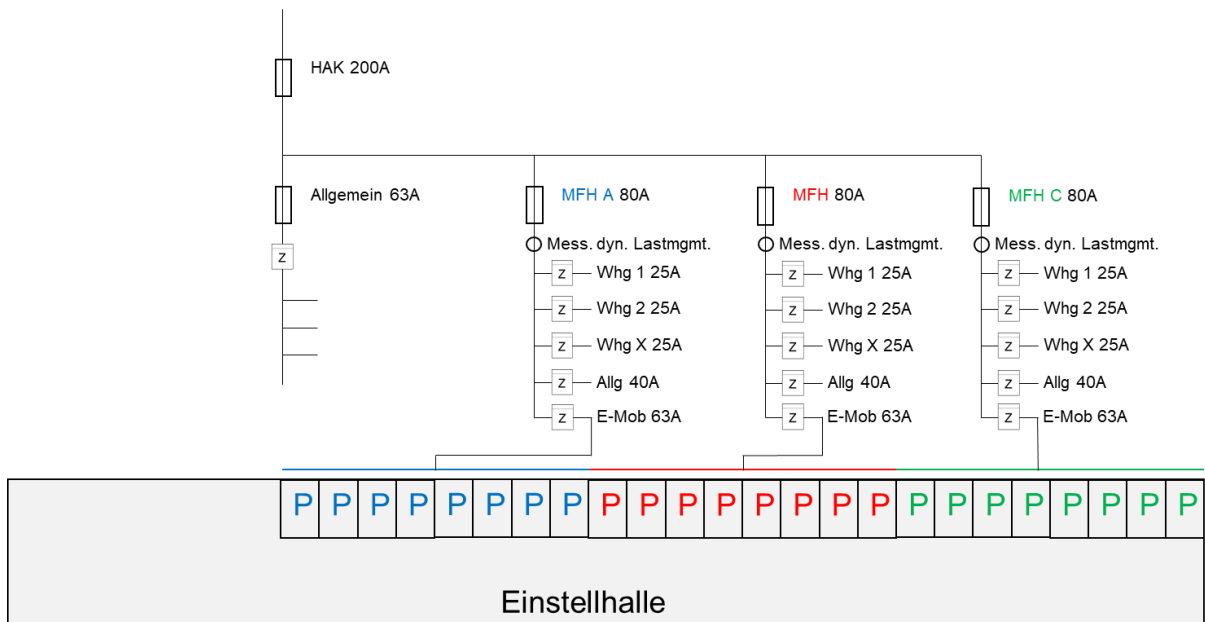 HAK 200A
Allgemein 63A
MFH A 80A
MFH 80A
MFH C 80A
Z
Mess. dyn. Lastmgmt.
Mess. dyn. Lastmgmt.
Mess. dyn. Lastmgmt.
Z Whg 1 25A
Z Whg 1 25A
Z Whg 1 25A
Z Whg 2 25A
Z Whg 2 25A
Z Whg 2 25A
Z Whg X 25A
Z Whg X 25A
Z Whg X 25A
Z Allg 40A
Z Allg 40A
Z Allg 40A
Z E-Mob 63A
Z E-Mob 63A
Z E-Mob 63A
P P P P P P P P P P P P P P P P P P P P P P P P
Einstellhalle